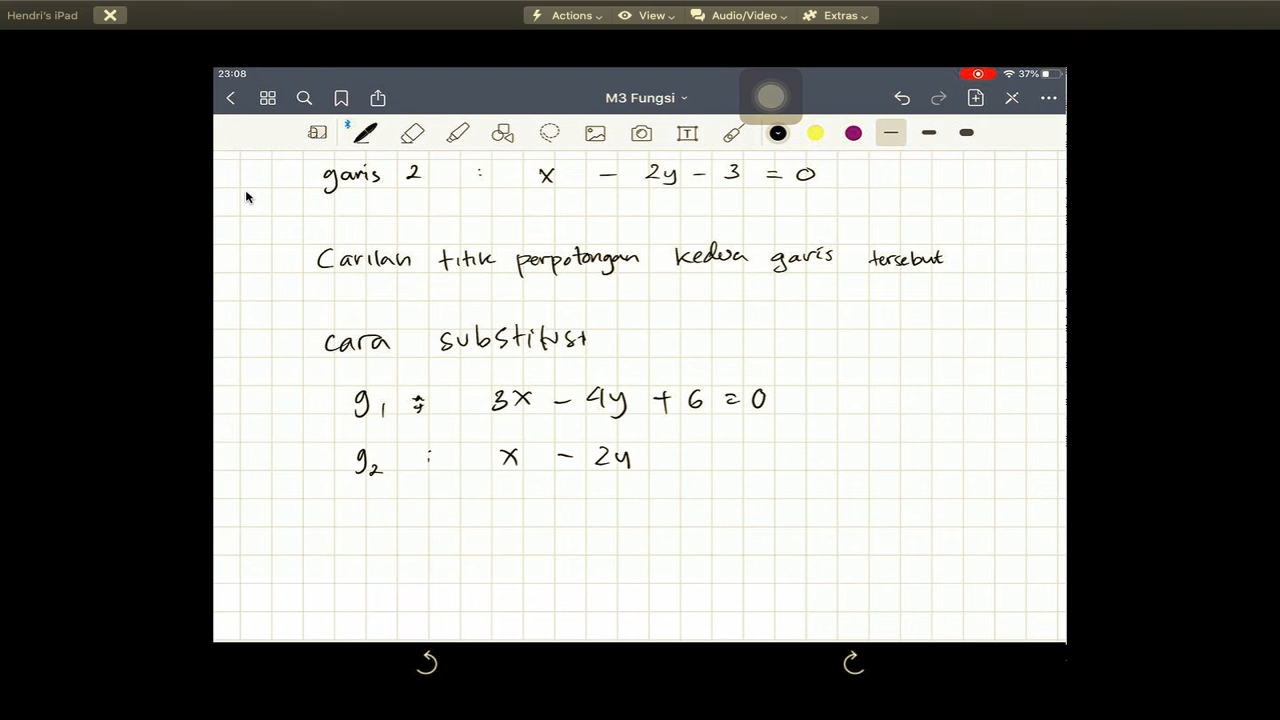 Hendri's iPad
Actions View Audio/Video Extras
23:08 37%
M3 Fungsi
garis 2 : x - 2y - 3 = 0
Carilah titik perpotongan kedua garis tersebut
cara substitusi
g1 : 3x - 4y + 6 = 0
g2 : x - 2y